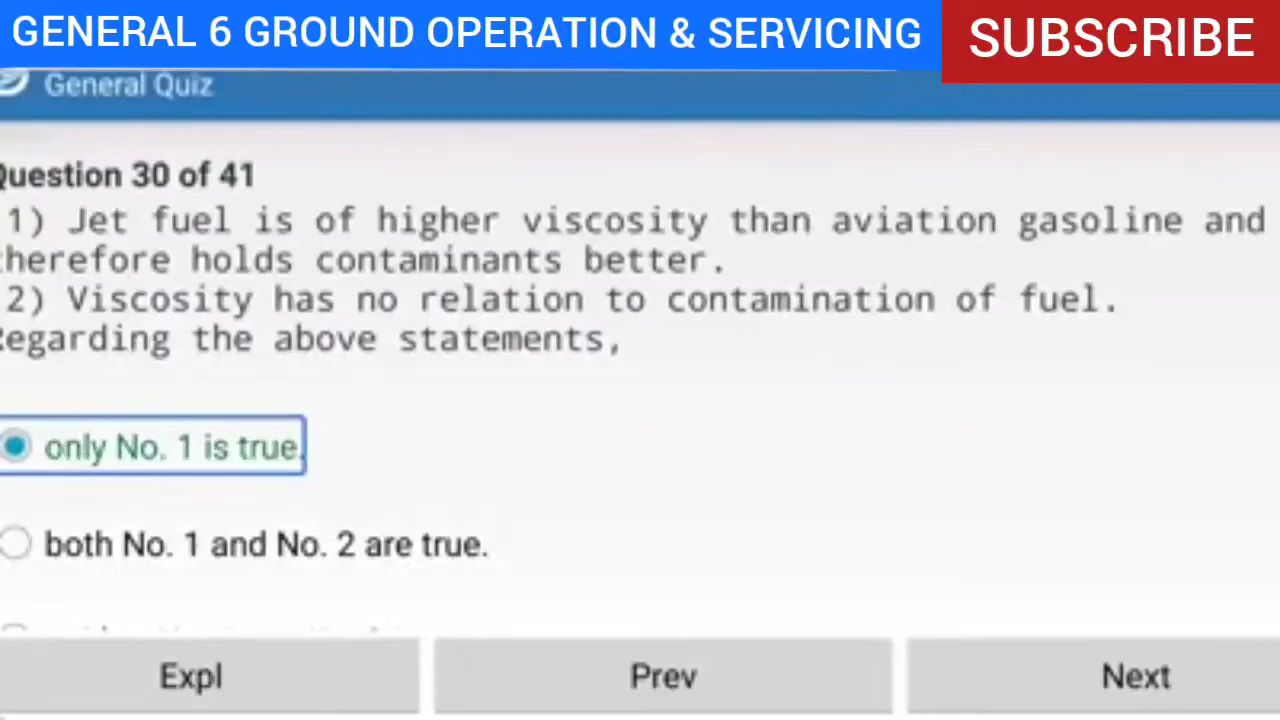 GENERAL 6 GROUND OPERATION & SERVICING
SUBSCRIBE
General Quiz
Question 30 of 41
1) Jet fuel is of higher viscosity than aviation gasoline and
therefore holds contaminants better.
2) Viscosity has no relation to contamination of fuel.
Regarding the above statements,
only No. 1 is true.
both No. 1 and No. 2 are true.
Expl
Prev
Next